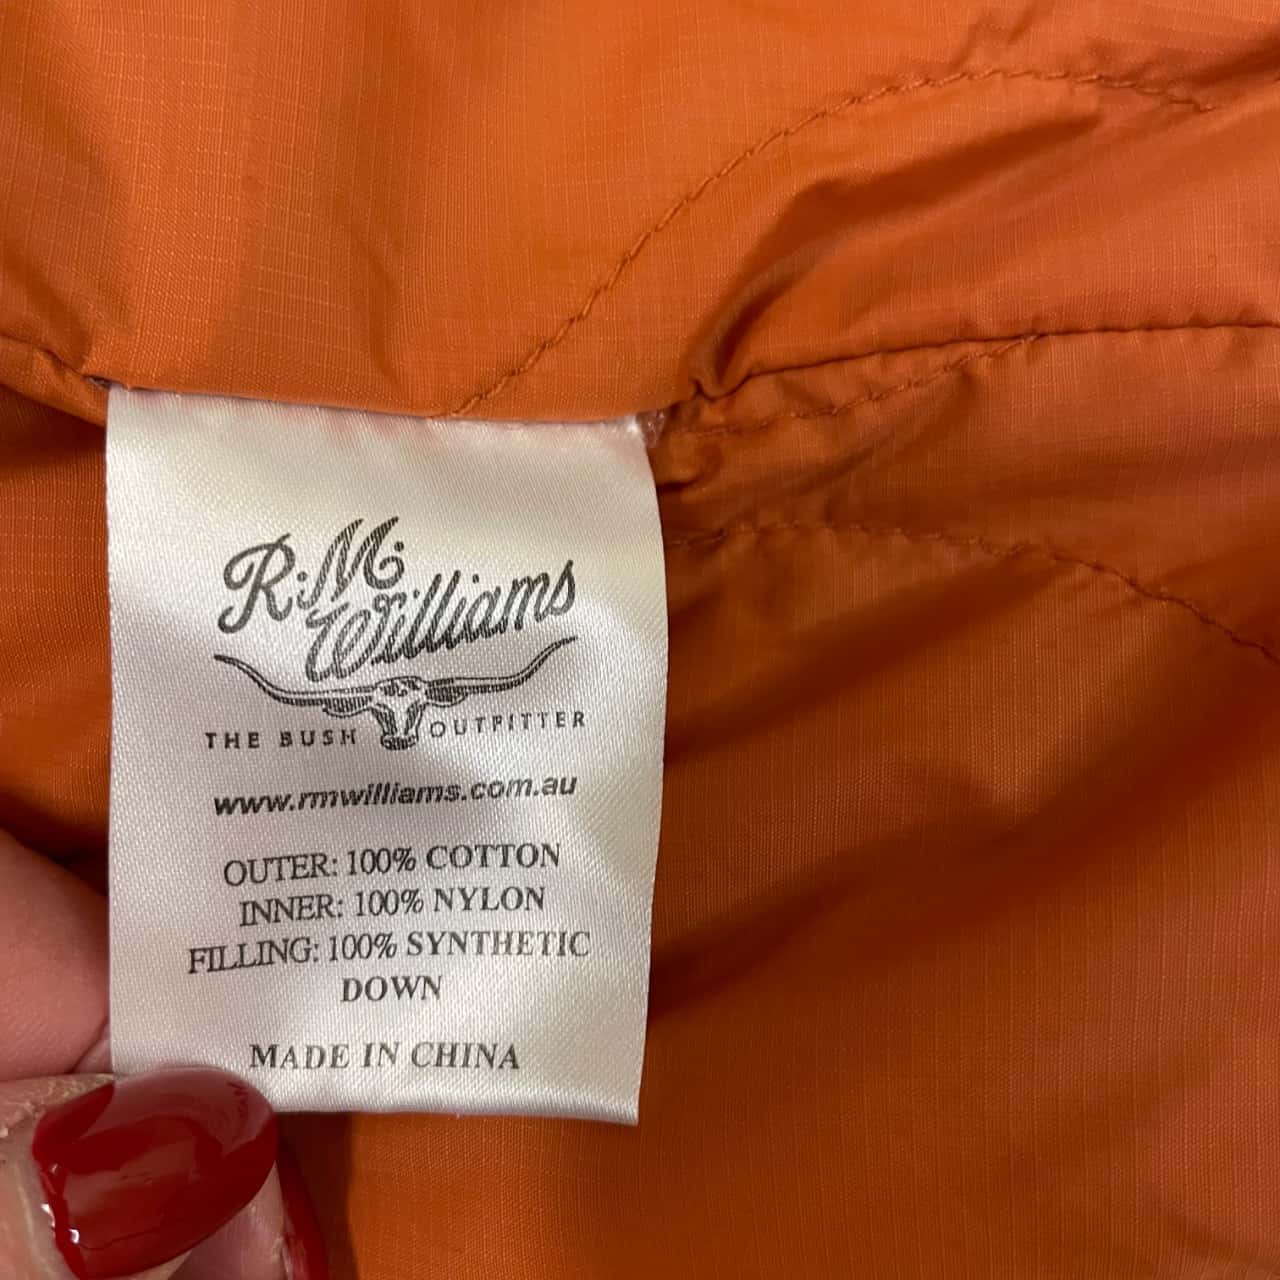 R.M.
Williams
THE BUSH OUTFITTER
www.rmwilliams.com.au
OUTER: 100% COTTON
INNER: 100% NYLON
FILLING: 100% SYNTHETIC
DOWN
MADE IN CHINA